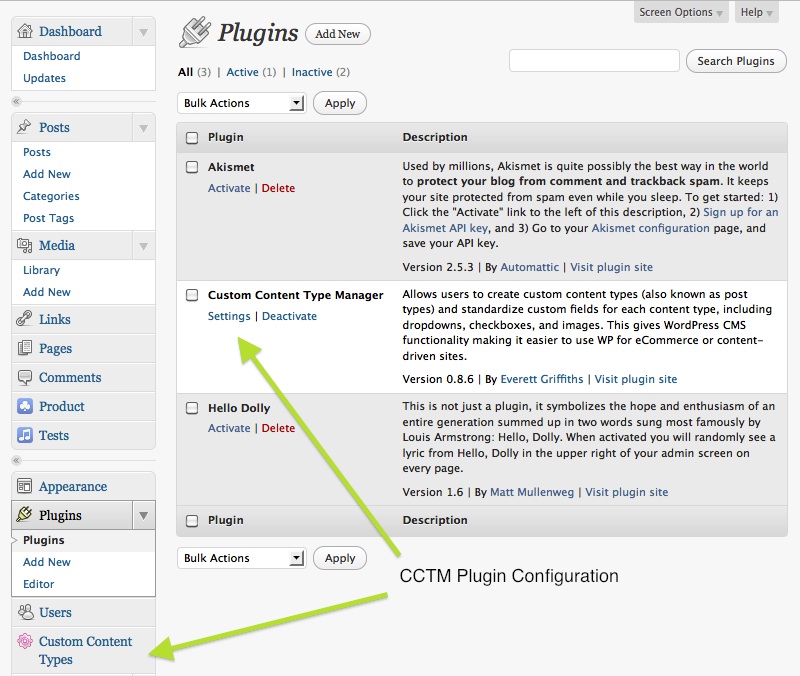 Screen Options
Help
Dashboard
Dashboard
Updates
Posts
Posts
Add New
Categories
Post Tags
Media
Library
Add New
Links
Pages
Comments
Product
Tests
Appearance
Plugins
Plugins
Add New
Editor
Users
Custom Content
Types
Plugins Add New
All (3) | Active (1) | Inactive (2)
Search Plugins
Bulk Actions Apply
Plugin Description
Akismet
Activate | Delete
Used by millions, Akismet is quite possibly the best way in the world
to protect your blog from comment and trackback spam. It keeps
your site protected from spam even while you sleep. To get started: 1)
Click the "Activate" link to the left of this description, 2) Sign up for an
Akismet API key, and 3) Go to your Akismet configuration page, and
save your API key.
Version 2.5.3 | By Automattic | Visit plugin site
Custom Content Type Manager
Settings | Deactivate
Allows users to create custom content types (also known as post
types) and standardize custom fields for each content type, including
dropdowns, checkboxes, and images. This gives WordPress CMS
functionality making it easier to use WP for eCommerce or content-
driven sites.
Version 0.8.6 | By Everett Griffiths | Visit plugin site
Hello Dolly
Activate | Delete
This is not just a plugin, it symbolizes the hope and enthusiasm of an
entire generation summed up in two words sung most famously by
Louis Armstrong: Hello, Dolly. When activated you will randomly see a
lyric from Hello, Dolly in the upper right of your admin screen on
every page.
Version 1.6 | By Matt Mullenweg | Visit plugin site
Plugin Description
Bulk Actions Apply
CCTM Plugin Configuration